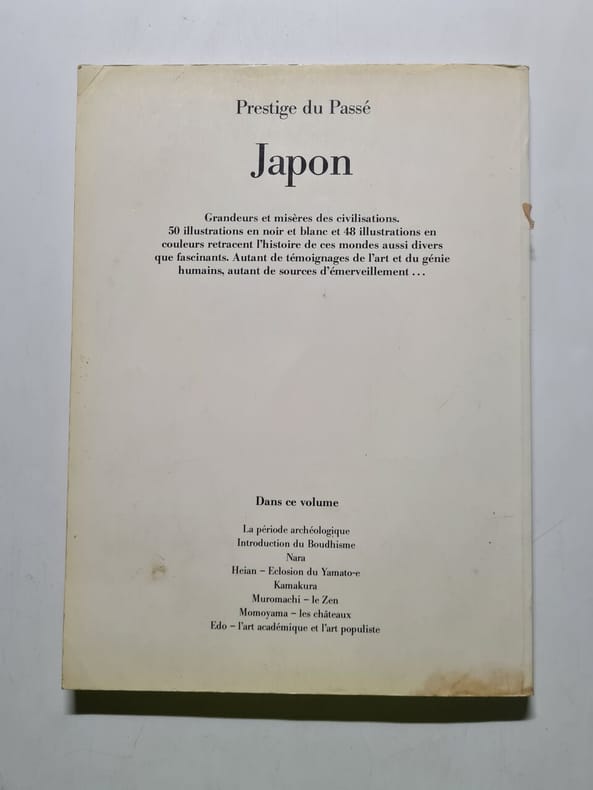 Prestige du Passé
Japon
Grandeurs et misères des civilisations.
50 illustrations en noir et blanc et 48 illustrations en
couleurs retracent l'histoire de ces mondes aussi divers
que fascinants. Autant de témoignages de l'art et du génie
humains, autant de sources d'émerveillement ...
Dans ce volume
La période archéologique
Introduction du Boudhisme
Nara
Heian – Eclosion du Yamato-e
Kamakura
Muromachi – le Zen
Momoyama – les châteaux
Edo – l'art académique et l'art populiste